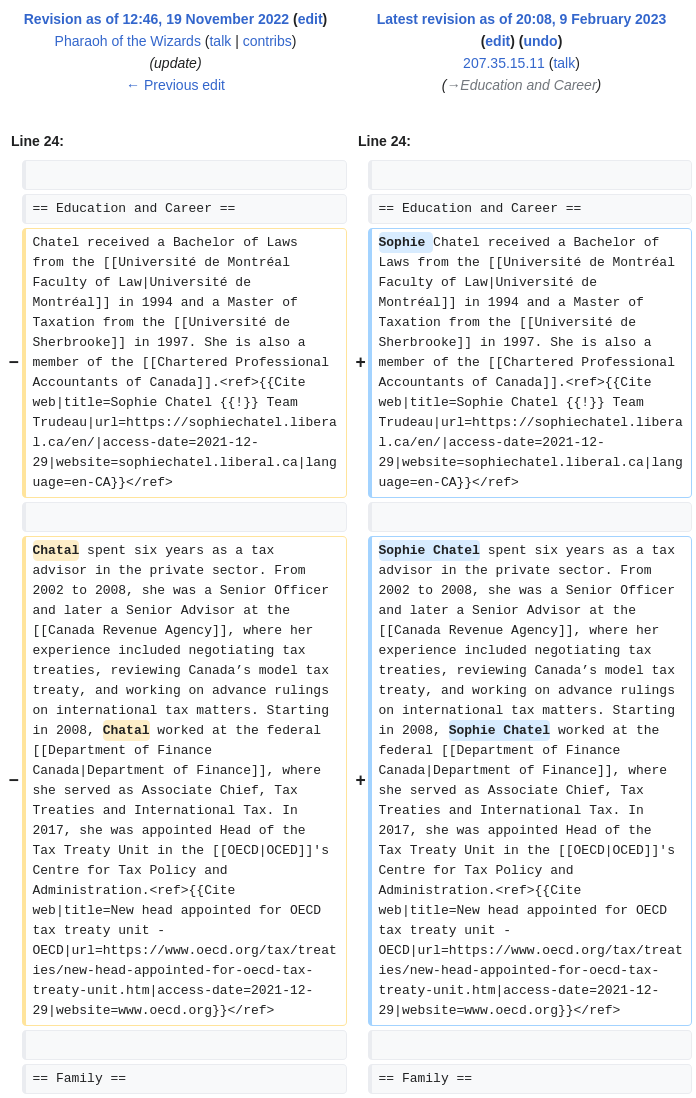 Revision as of 12:46, 19 November 2022 (edit)
Pharaoh of the Wizards (talk | contribs)
(update)
← Previous edit
Latest revision as of 20:08, 9 February 2023
(edit) (undo)
207.35.15.11 (talk)
(→Education and Career)
Line 24:
Line 24:
== Education and Career ==
== Education and Career ==
−
Chatel received a Bachelor of Laws
from the [[Université de Montréal
Faculty of Law|Université de
Montréal]] in 1994 and a Master of
Taxation from the [[Université de
Sherbrooke]] in 1997. She is also a
member of the [[Chartered Professional
Accountants of Canada]].<ref>{{Cite
web|title=Sophie Chatel {{!}} Team
Trudeau|url=https://sophiechatel.libera
l.ca/en/|access-date=2021-12-
29|website=sophiechatel.liberal.ca|lang
uage=en-CA}}</ref>
+
Sophie Chatel received a Bachelor of
Laws from the [[Université de Montréal
Faculty of Law|Université de
Montréal]] in 1994 and a Master of
Taxation from the [[Université de
Sherbrooke]] in 1997. She is also a
member of the [[Chartered Professional
Accountants of Canada]].<ref>{{Cite
web|title=Sophie Chatel {{!}} Team
Trudeau|url=https://sophiechatel.libera
l.ca/en/|access-date=2021-12-
29|website=sophiechatel.liberal.ca|lang
uage=en-CA}}</ref>
−
Chatal spent six years as a tax
advisor in the private sector. From
2002 to 2008, she was a Senior Officer
and later a Senior Advisor at the
[[Canada Revenue Agency]], where her
experience included negotiating tax
treaties, reviewing Canada’s model tax
treaty, and working on advance rulings
on international tax matters. Starting
in 2008, Chatal worked at the federal
[[Department of Finance
Canada|Department of Finance]], where
she served as Associate Chief, Tax
Treaties and International Tax. In
2017, she was appointed Head of the
Tax Treaty Unit in the [[OECD|OCED]]'s
Centre for Tax Policy and
Administration.<ref>{{Cite
web|title=New head appointed for OECD
tax treaty unit -
OECD|url=https://www.oecd.org/tax/treat
ies/new-head-appointed-for-oecd-tax-
treaty-unit.htm|access-date=2021-12-
29|website=www.oecd.org}}</ref>
+
Sophie Chatel spent six years as a tax
advisor in the private sector. From
2002 to 2008, she was a Senior Officer
and later a Senior Advisor at the
[[Canada Revenue Agency]], where her
experience included negotiating tax
treaties, reviewing Canada’s model tax
treaty, and working on advance rulings
on international tax matters. Starting
in 2008, Sophie Chatel worked at the
federal [[Department of Finance
Canada|Department of Finance]], where
she served as Associate Chief, Tax
Treaties and International Tax. In
2017, she was appointed Head of the
Tax Treaty Unit in the [[OECD|OCED]]'s
Centre for Tax Policy and
Administration.<ref>{{Cite
web|title=New head appointed for OECD
tax treaty unit -
OECD|url=https://www.oecd.org/tax/treat
ies/new-head-appointed-for-oecd-tax-
treaty-unit.htm|access-date=2021-12-
29|website=www.oecd.org}}</ref>
== Family ==
== Family ==